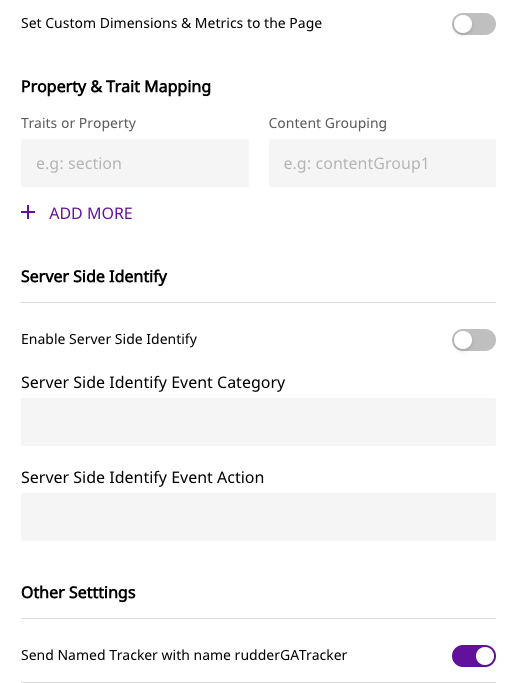 Set Custom Dimensions & Metrics to the Page
Property & Trait Mapping
Traits or Property
Content Grouping
e.g: section
e.g: contentGroup1
+ ADD MORE
Server Side Identify
Enable Server Side Identify
Server Side Identify Event Category
Server Side Identify Event Action
Other Setttings
Send Named Tracker with name rudderGATracker